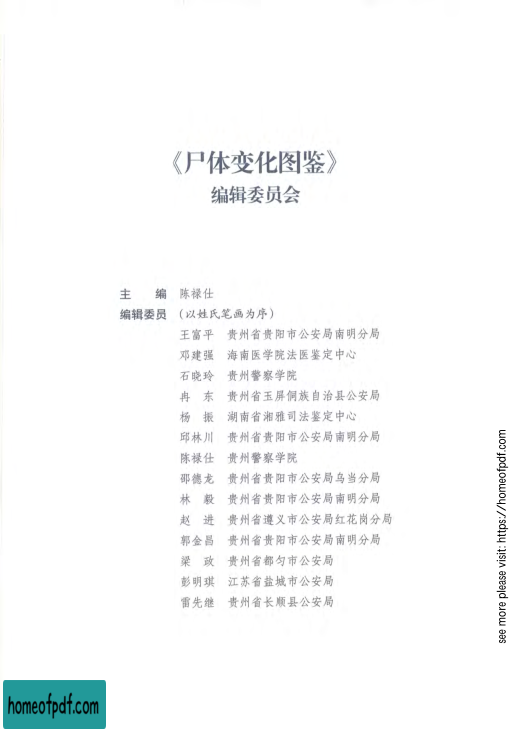 《尸体变化图鉴》
编辑委员会
主 编 陈禄仕
编辑委员 (以姓氏笔画为序)
王富平 贵州省贵阳市公安局南明分局
邓建强 海南医学院法医鉴定中心
石晓玲 贵州警察学院
冉 东 贵州省玉屏侗族自治县公安局
杨 振 湖南省湘雅司法鉴定中心
邱林川 贵州省贵阳市公安局南明分局
陈禄仕 贵州警察学院
邵德龙 贵州省贵阳市公安局乌当分局
林 毅 贵州省贵阳市公安局南明分局
赵 进 贵州省遵义市公安局红花岗分局
郭金昌 贵州省贵阳市公安局南明分局
梁 政 贵州省都匀市公安局
彭明琪 江苏省盐城市公安局
雷先继 贵州省长顺县公安局
see more please visit: https://homeofpdf.com
homeofpdf.com